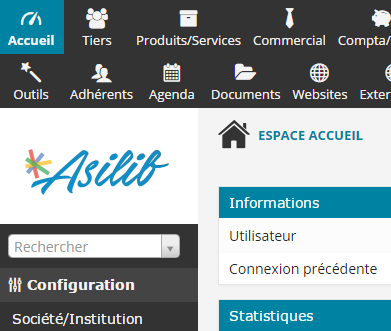 Accueil Tiers Produits/Services Commercial Compta/
Outils Adhérents Agenda Documents Websites Exter
Asilib
ESPACE ACCUEIL
Rechercher
Informations
Utilisateur
Connexion précédente
Configuration
Société/Institution
Statistiques